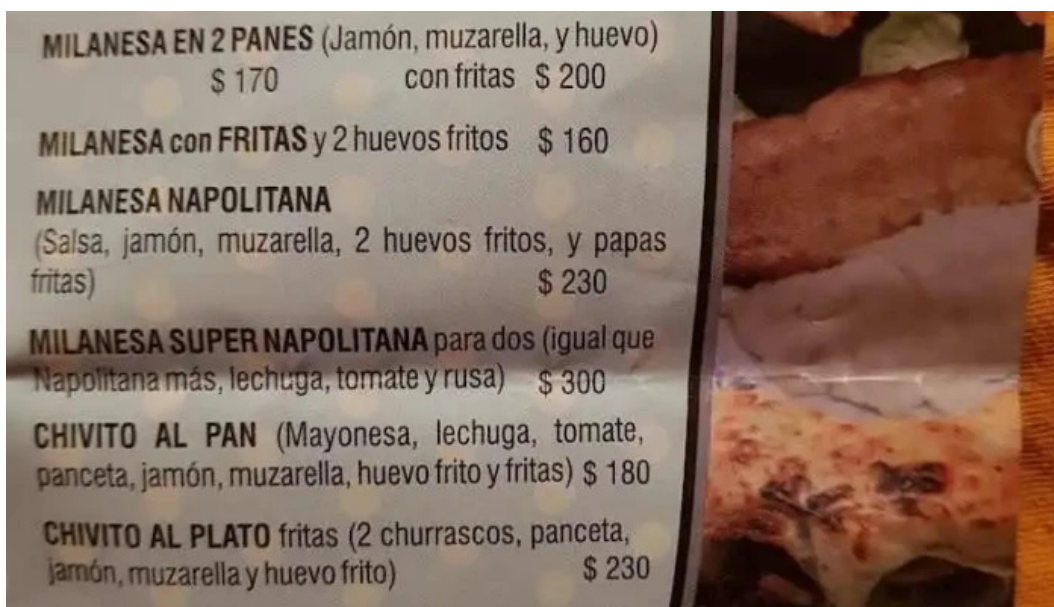 MILANESA EN 2 PANES (Jamón, muzarella, y huevo)
$ 170 con fritas $ 200
MILANESA con FRITAS y 2 huevos fritos $ 160
MILANESA NAPOLITANA
(Salsa, jamón, muzarella, 2 huevos fritos, y papas
fritas) $ 230
MILANESA SUPER NAPOLITANA para dos (igual que
Napolitana más, lechuga, tomate y rusa) $ 300
CHIVITO AL PAN (Mayonesa, lechuga, tomate,
panceta, jamón, muzarella, huevo frito y fritas) $ 180
CHIVITO AL PLATO fritas (2 churrascos, panceta,
jamón, muzarella y huevo frito) $ 230